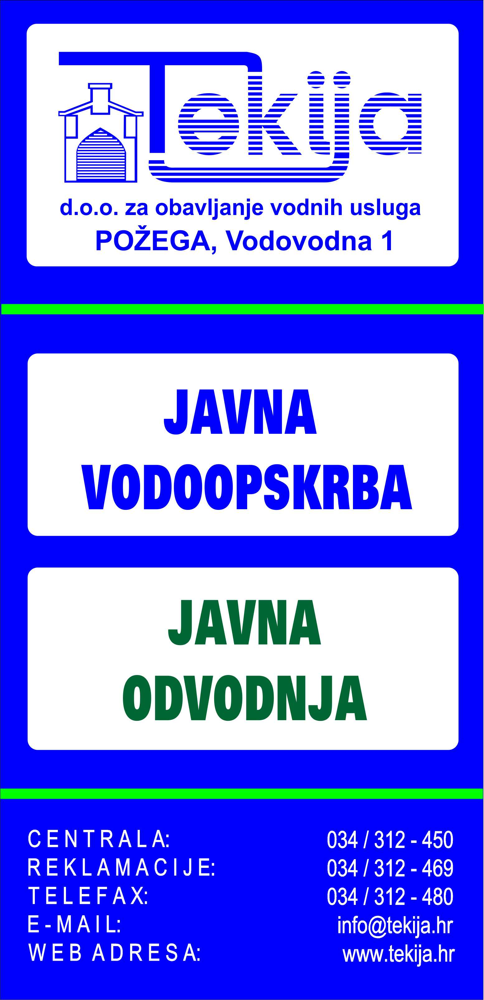 Tekija
d.o.o. za obavljanje vodnih usluga
POŽEGA, Vodovodna 1
JAVNA
VODOOPSKRBA
JAVNA
ODVODNJA
CENTRALA: 034 / 312 - 450
REKLAMACIJE: 034 / 312 - 469
TELEFAX: 034 / 312 - 480
E-MAIL: info@tekija.hr
WEB ADRESA: www.tekija.hr